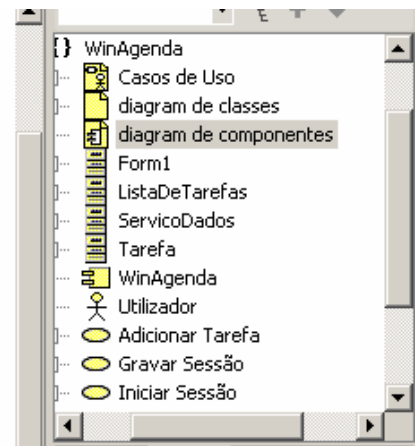 {} WinAgenda
Casos de Uso
diagram de classes
diagram de componentes
Form1
ListaDeTarefas
ServicoDados
Tarefa
WinAgenda
Utilizador
Adicionar Tarefa
Gravar Sessão
Iniciar Sessão